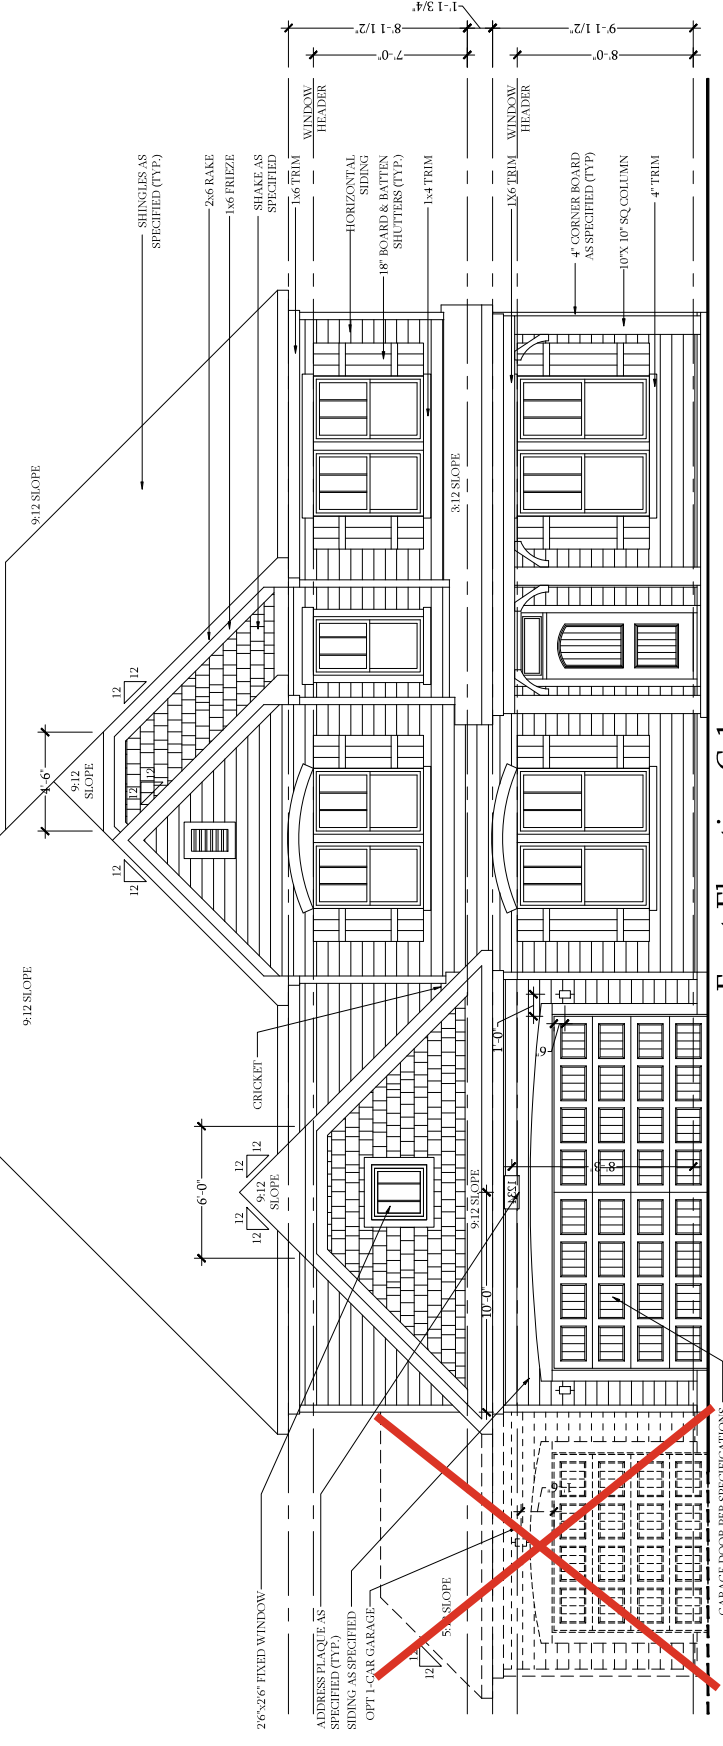 1'-1 3/4"
8'-1 1/2"
9'-1 1/2"
7'-0"
8'-0"
WINDOW
HEADER
WINDOW
HEADER
SHINGLES AS
SPECIFIED (TYP.)
2x6 RAKE
1x6 FRIEZE
SHAKE AS
SPECIFIED
1x6 TRIM
HORIZONTAL
SIDING
18" BOARD & BATTEN
SHUTTERS (TYP.)
1x4 TRIM
1X6 TRIM
4" CORNER BOARD
AS SPECIFIED (TYP)
10"X 10" SQ COLUMN
4" TRIM
9:12 SLOPE
3:12 SLOPE
12
12
4'-6"
9:12
SLOPE
12
12
12
12
9:12 SLOPE
CRICKET
1'-0"
6"
6'-0"
12
12
9:12
SLOPE
12
12
9:12 SLOPE
1234
8'-3"
10'-0"
2'6"x2'6" FIXED WINDOW
ADDRESS PLAQUE AS
SPECIFIED (TYP.)
SIDING AS SPECIFIED
OPT 1-CAR GARAGE
12
12
1'-6"
GARAGE DOOR PER SPECIFICATIONS